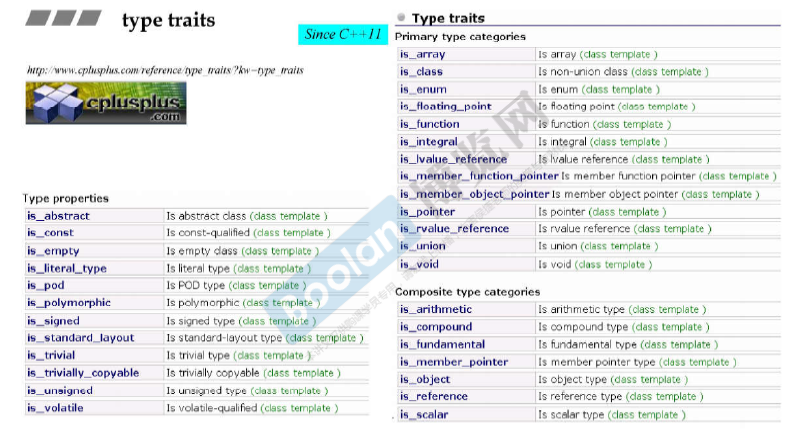 type traits
Since C++11
http://www.cplusplus.com/reference/type_traits/?kw=type_traits
cplusplus
.com
Type properties
is_abstract Is abstract class (class template )
is_const Is const-qualified (class template )
is_empty Is empty class (class template )
is_literal_type Is literal type (class template )
is_pod Is POD type (class template )
is_polymorphic Is polymorphic (class template )
is_signed Is signed type (class template )
is_standard_layout Is standard-layout type (class template )
is_trivial Is trivial type (class template )
is_trivially_copyable Is trivially copyable (class template )
is_unsigned Is unsigned type (class template )
is_volatile Is volatile-qualified (class template )
Type traits
Primary type categories
is_array Is array (class template )
is_class Is non-union class (class template )
is_enum Is enum (class template )
is_floating_point Is floating point (class template )
is_function Is function (class template )
is_integral Is integral (class template )
is_lvalue_reference Is lvalue reference (class template )
is_member_function_pointer Is member function pointer (class template )
is_member_object_pointer Is member object pointer (class template )
is_pointer Is pointer (class template )
is_rvalue_reference Is rvalue reference (class template )
is_union Is union (class template )
is_void Is void (class template )
Composite type categories
is_arithmetic Is arithmetic type (class template )
is_compound Is compound type (class template )
is_fundamental Is fundamental type (class template )
is_member_pointer Is member pointer type (class template )
is_object Is object type (class template )
is_reference Is reference type (class template )
is_scalar Is scalar type (class template )
boolan
博览网